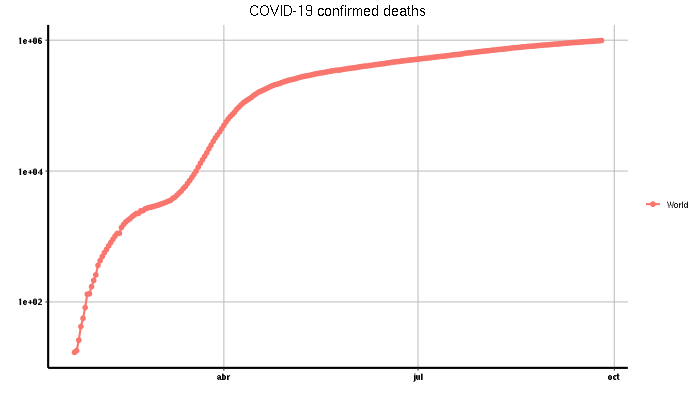 COVID-19 confirmed deaths
1e+06
1e+04
1e+02
abr
jul
oct
World